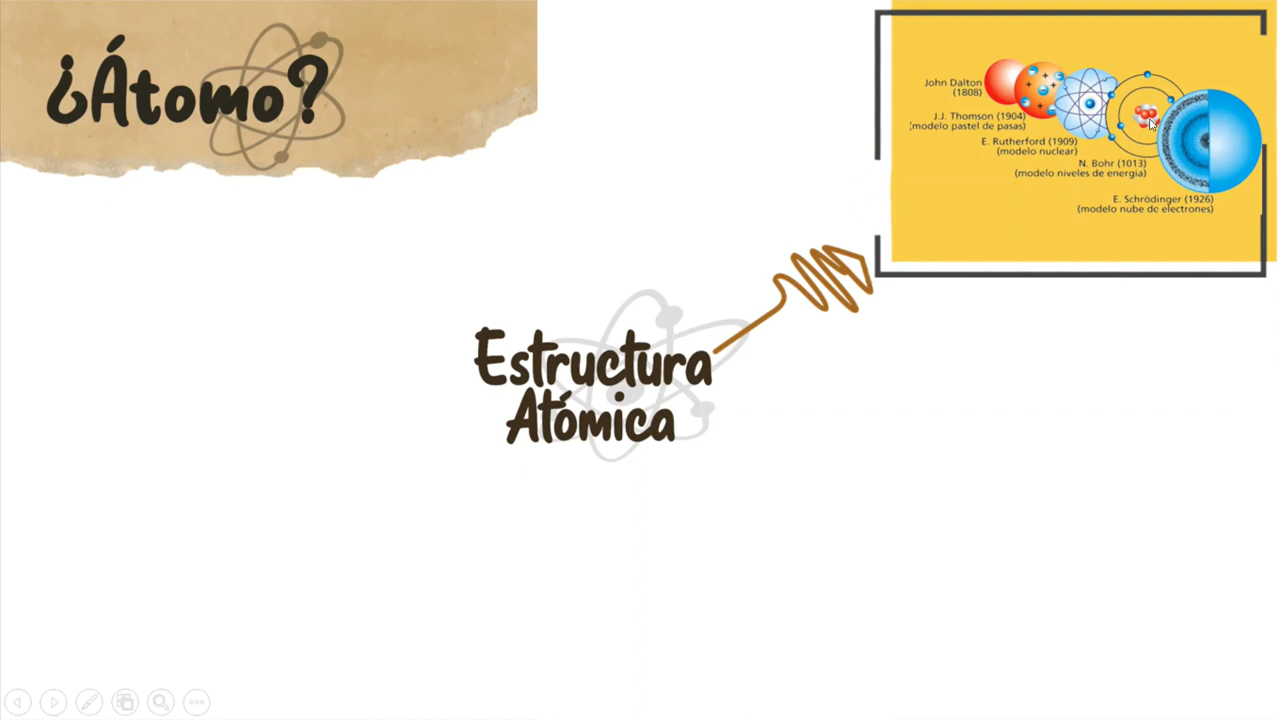 ¿Átomo?
John Dalton
(1808)
J.J. Thomson (1904)
(modelo pastel de pasas)
E. Rutherford (1909)
(modelo nuclear)
N. Bohr (1013)
(modelo niveles de energia)
E. Schrödinger (1926)
(modelo nube de electrones)
Estructura
Atómica